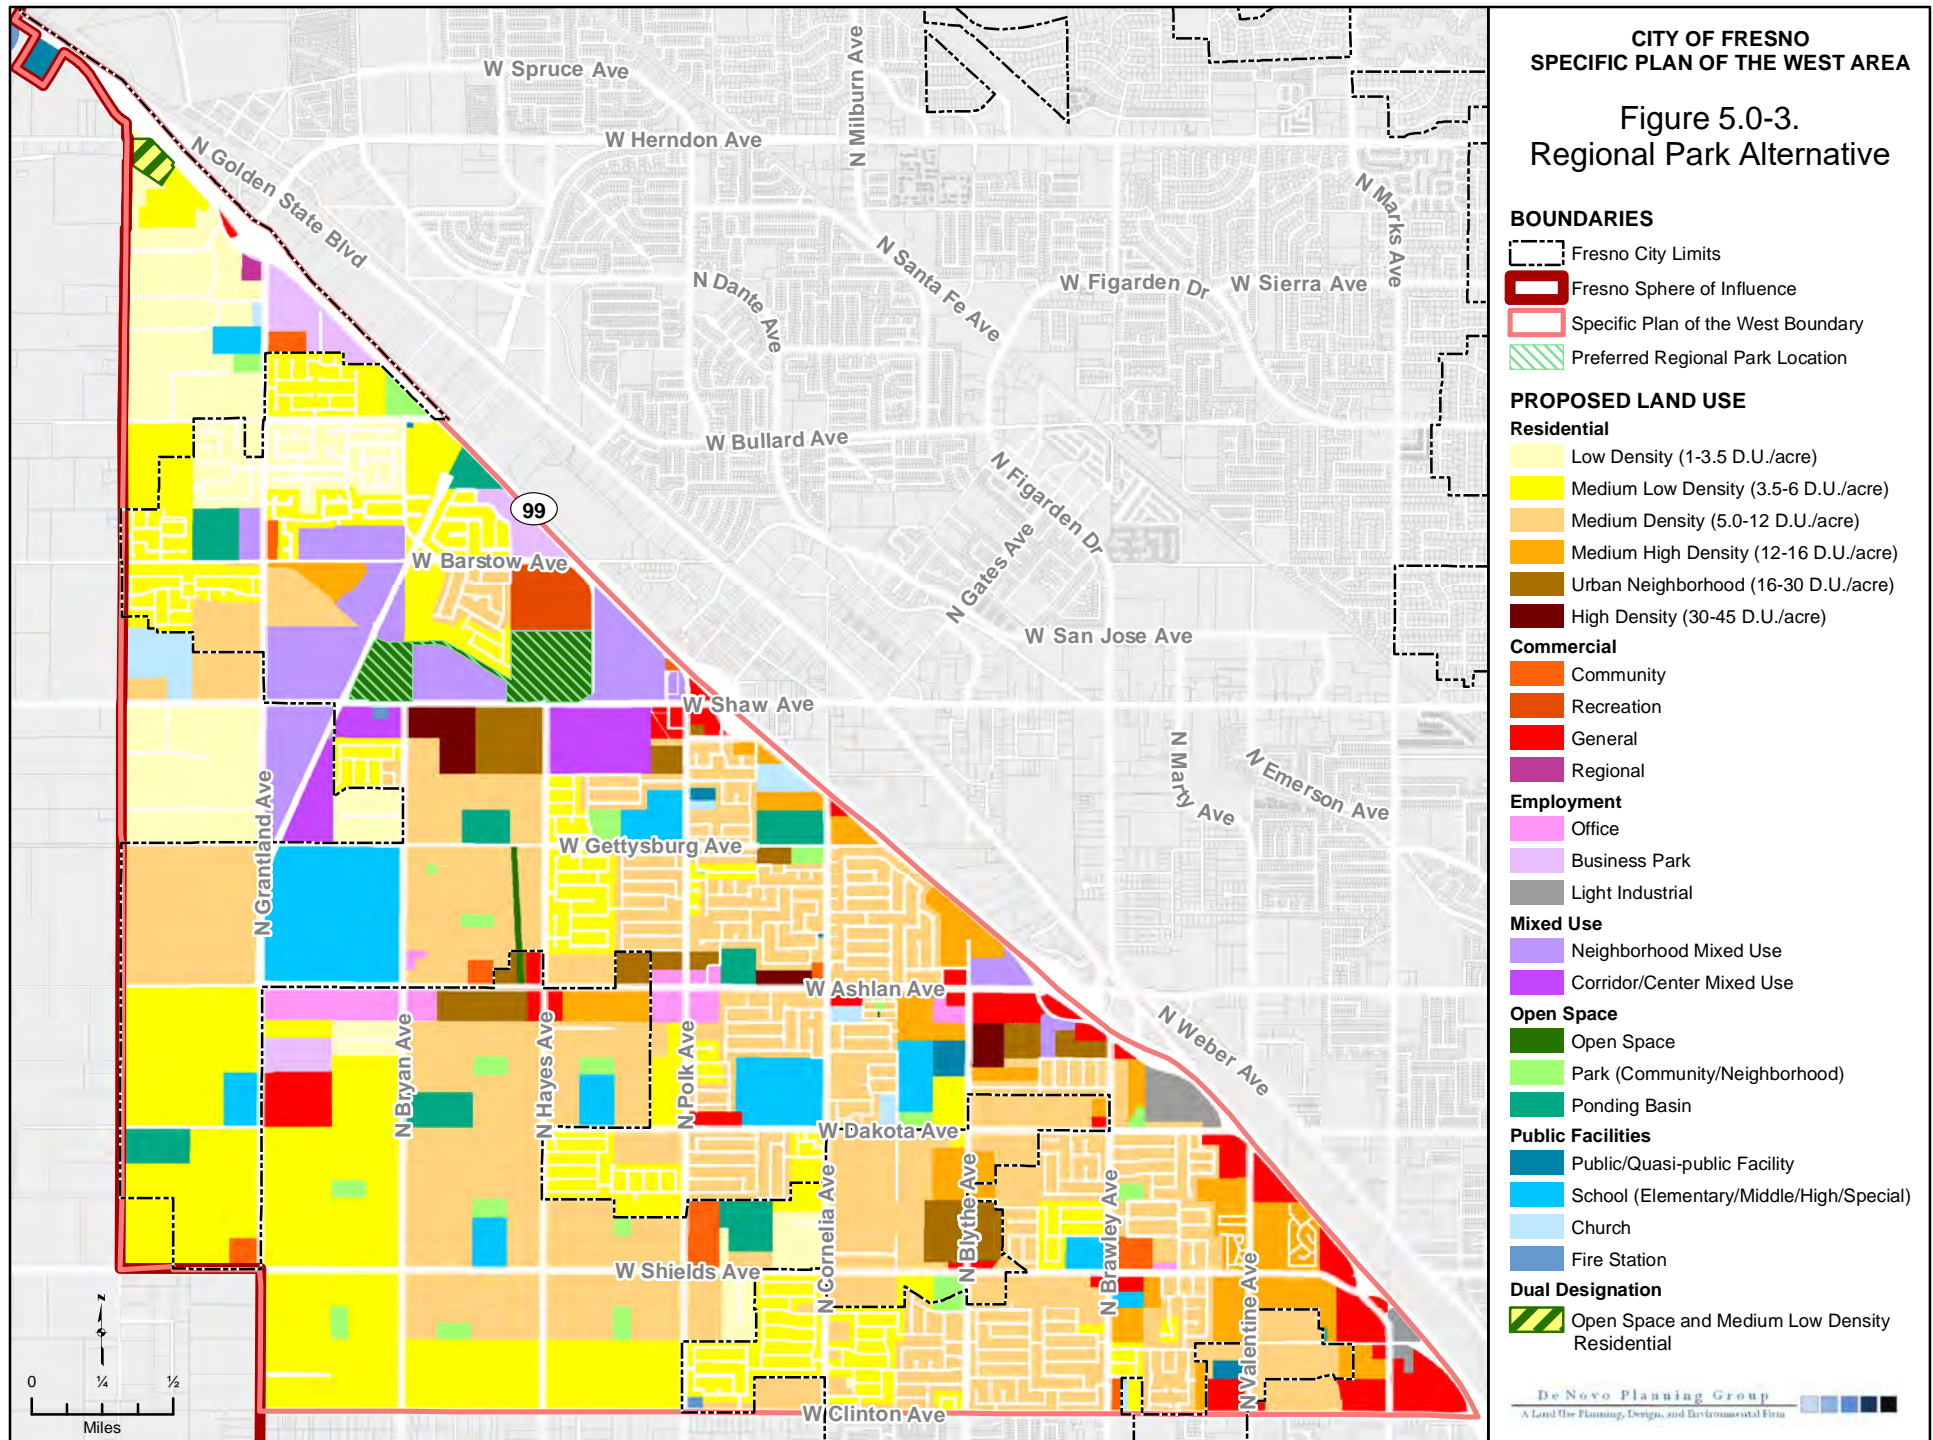 CITY OF FRESNO
SPECIFIC PLAN OF THE WEST AREA
Figure 5.0-3.
Regional Park Alternative
BOUNDARIES
Fresno City Limits
Fresno Sphere of Influence
Specific Plan of the West Boundary
Preferred Regional Park Location
PROPOSED LAND USE
Residential
Low Density (1-3.5 D.U./acre)
Medium Low Density (3.5-6 D.U./acre)
Medium Density (5.0-12 D.U./acre)
Medium High Density (12-16 D.U./acre)
Urban Neighborhood (16-30 D.U./acre)
High Density (30-45 D.U./acre)
Commercial
Community
Recreation
General
Regional
Employment
Office
Business Park
Light Industrial
Mixed Use
Neighborhood Mixed Use
Corridor/Center Mixed Use
Open Space
Open Space
Park (Community/Neighborhood)
Ponding Basin
Public Facilities
Public/Quasi-public Facility
School (Elementary/Middle/High/Special)
Church
Fire Station
Dual Designation
Open Space and Medium Low Density
Residential
De Novo Planning Group
A Land Use Planning, Design, and Environmental Firm
W Spruce Ave
N Milburn Ave
W Herndon Ave
N Golden State Blvd
N Marks Ave
N Santa Fe Ave
N Dante Ave
W Figarden Dr
W Sierra Ave
W Bullard Ave
N Figarden Dr
99
W Barstow Ave
N Gates Ave
W San Jose Ave
W Shaw Ave
N Marty Ave
N Emerson Ave
N Grantland Ave
W Gettysburg Ave
W Ashlan Ave
N Weber Ave
N Bryan Ave
N Hayes Ave
N Polk Ave
W Dakota Ave
N Cornelia Ave
N Blythe Ave
N Brawley Ave
N Valentine Ave
W Shields Ave
W Clinton Ave
z
0 ¼ ½
Miles